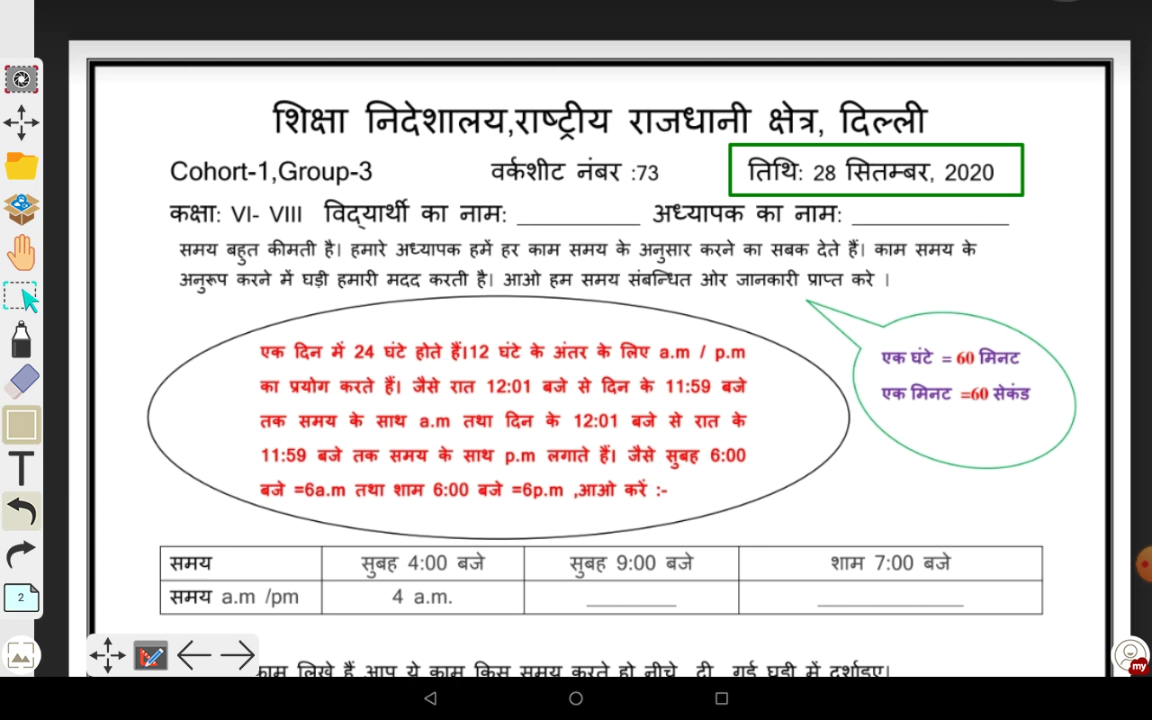 शिक्षा निदेशालय,राष्ट्रीय राजधानी क्षेत्र, दिल्ली
Cohort-1,Group-3 वर्कशीट नंबर :73 तिथि: 28 सितम्बर, 2020
कक्षा: VI- VIII विद्यार्थी का नाम: __________ अध्यापक का नाम: _____________
समय बहुत कीमती है। हमारे अध्यापक हमें हर काम समय के अनुसार करने का सबक देते हैं। काम समय के
अनुरूप करने में घड़ी हमारी मदद करती है। आओ हम समय संबन्धित ओर जानकारी प्राप्त करे ।
एक दिन में 24 घंटे होते हैं।12 घंटे के अंतर के लिए a.m / p.m
का प्रयोग करते हैं। जैसे रात 12:01 बजे से दिन के 11:59 बजे
तक समय के साथ a.m तथा दिन के 12:01 बजे से रात के
11:59 बजे तक समय के साथ p.m लगाते हैं। जैसे सुबह 6:00
बजे =6a.m तथा शाम 6:00 बजे =6p.m ,आओ करें :-
एक घंटे = 60 मिनट
एक मिनट =60 सेकंड
समय सुबह 4:00 बजे सुबह 9:00 बजे शाम 7:00 बजे
समय a.m /pm 4 a.m. ________ _____________
काम लिखे हैं आप ये काम किस समय करते हो नीचे दी गई घड़ी में दर्शाइए।
T
2
my